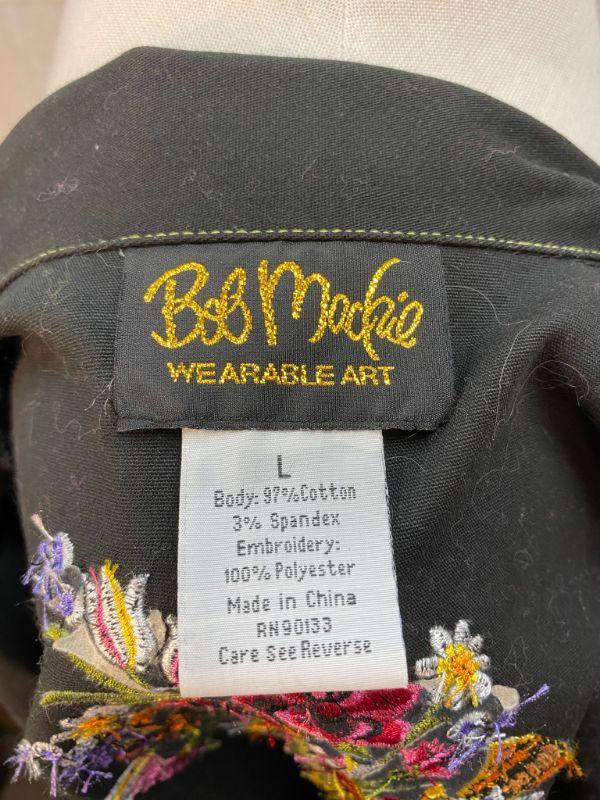 Bob Mackie
WEARABLE ART
L
Body: 97%Cotton
3% Spandex
Embroidery:
100% Polyester
Made in China
RN90133
Care See Reverse